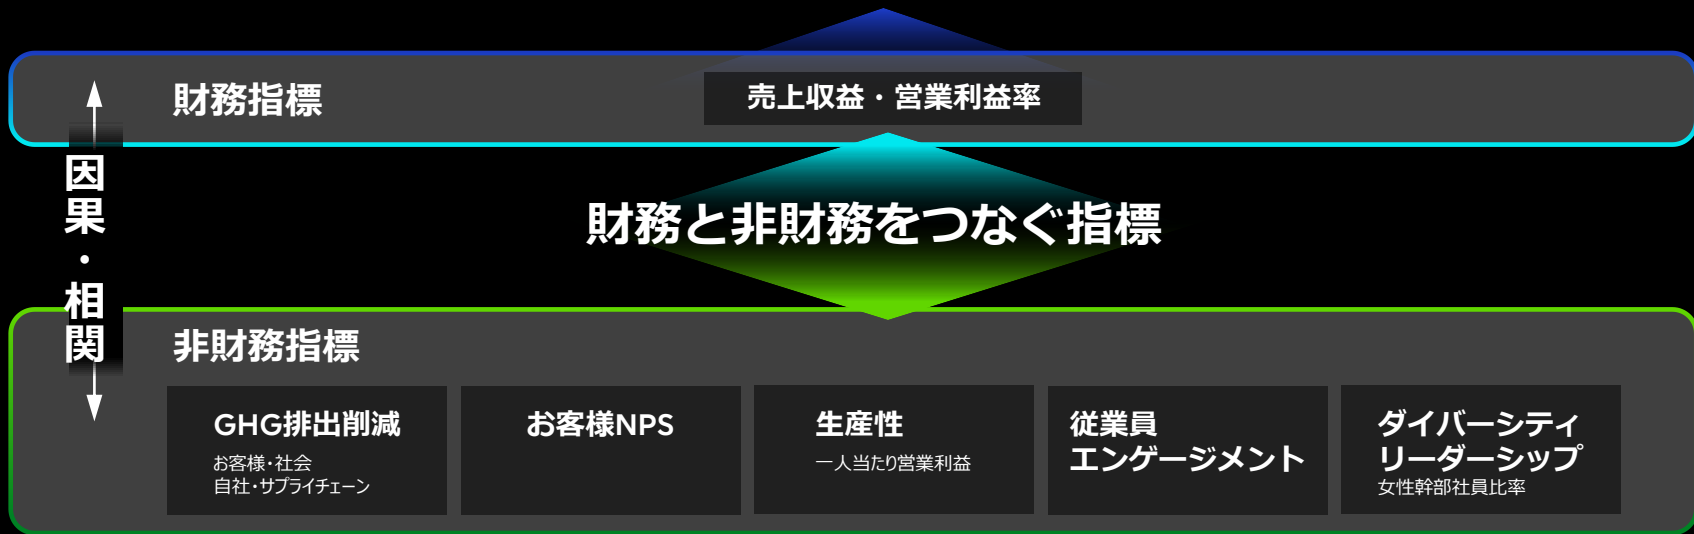 財務指標
売上収益・営業利益率
因果・相関
財務と非財務をつなぐ指標
非財務指標
GHG排出削減
お客様・社会
自社・サプライチェーン
お客様NPS
生産性
一人当たり営業利益
従業員
エンゲージメント
ダイバーシティ
リーダーシップ
女性幹部社員比率